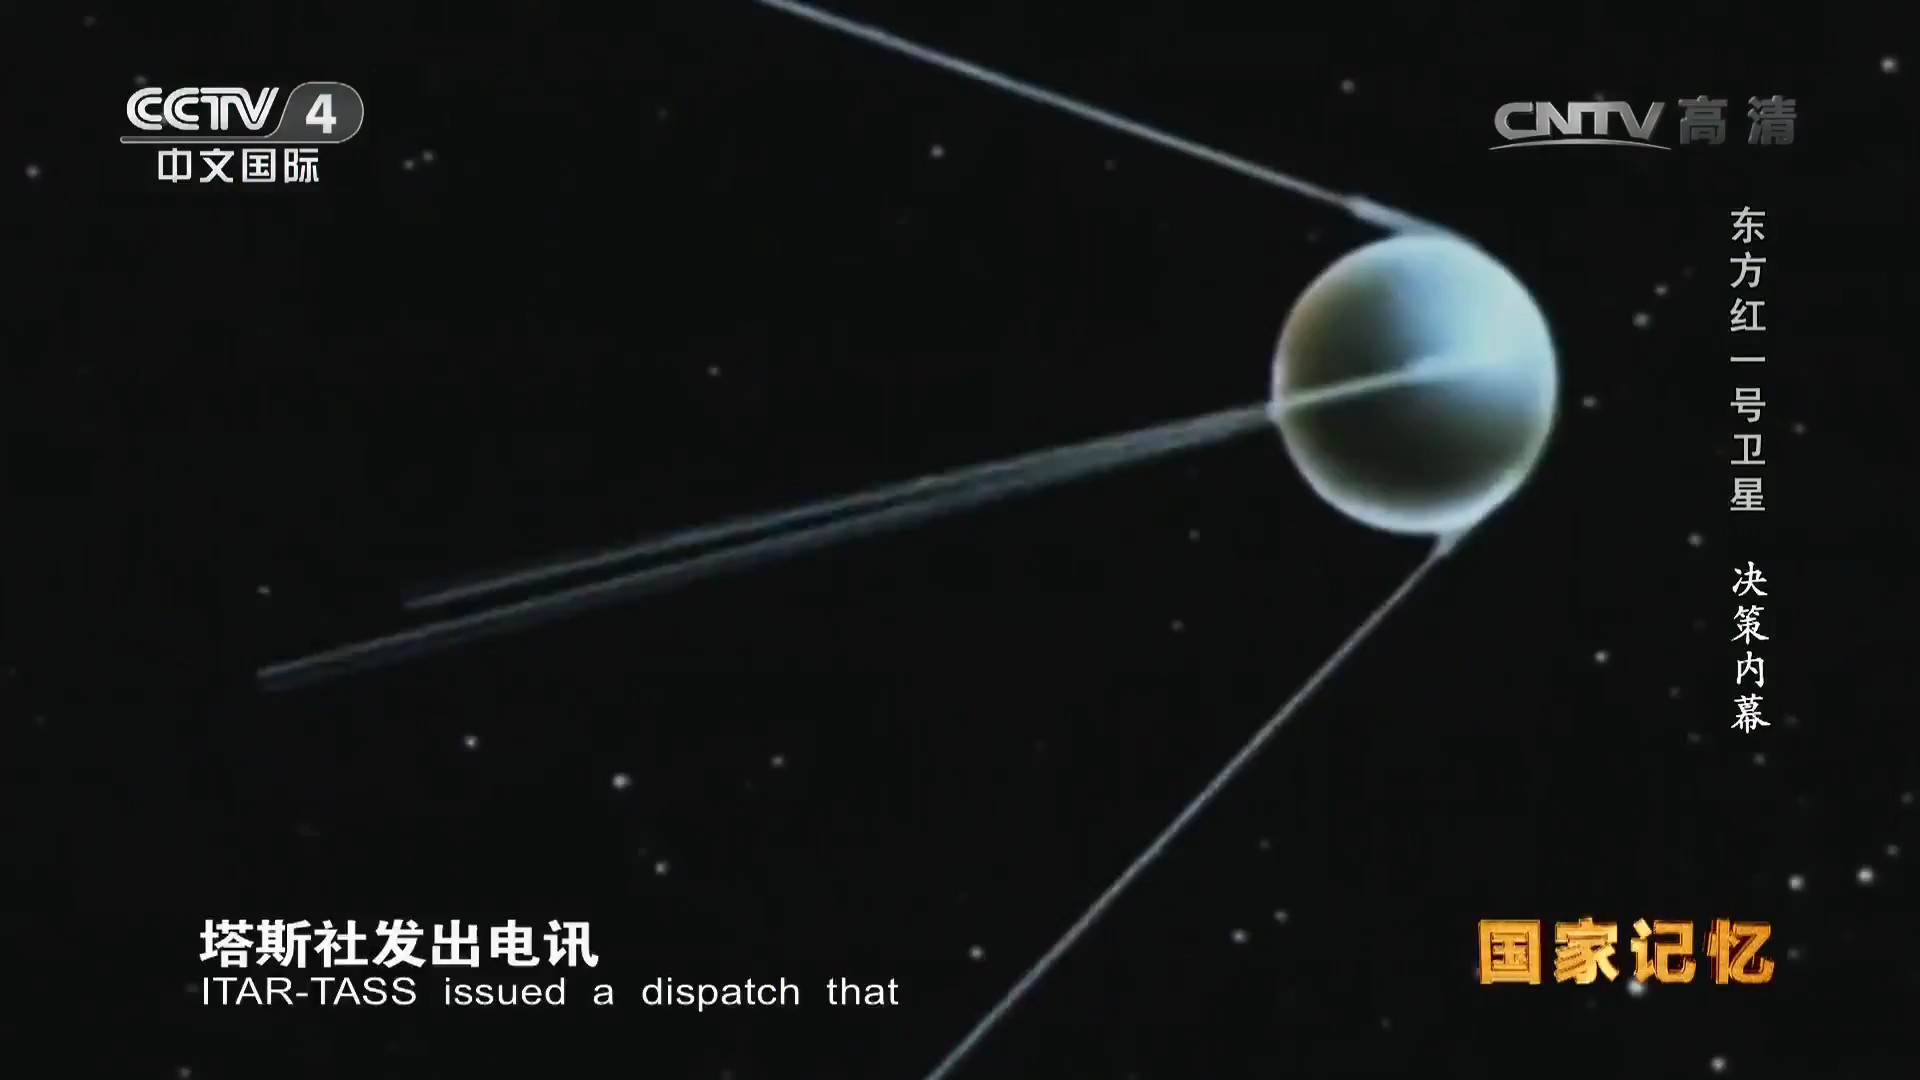 CCTV 4
中文国际
CNTV 高清
东方红一号卫星 决策内幕
塔斯社发出电讯
ITAR-TASS issued a dispatch that
国家记忆